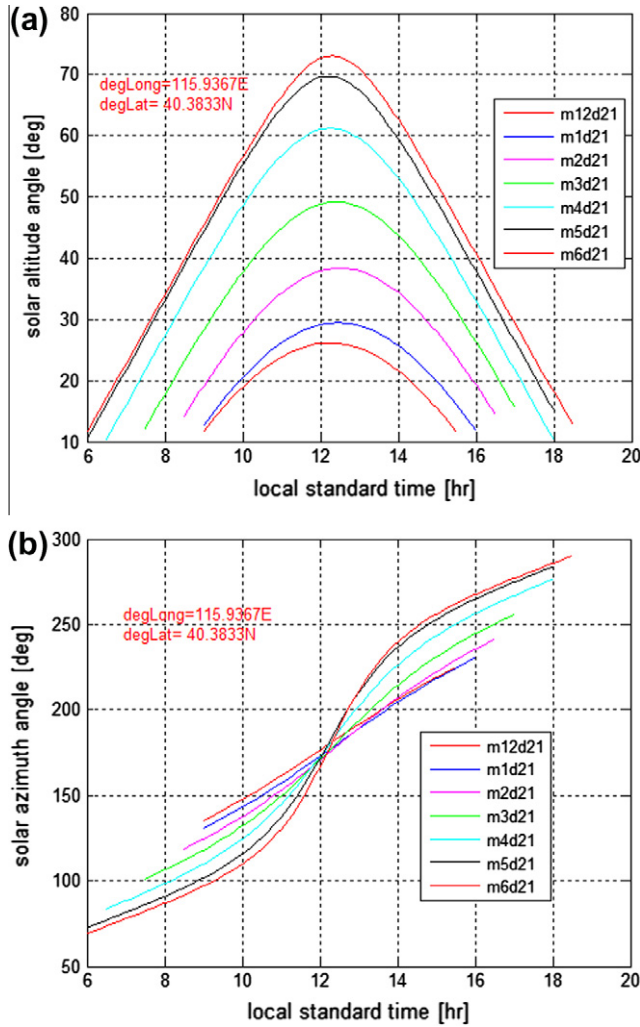 (a)
80
70
60
50
40
30
20
10
solar altitude angle [deg]
degLong=115.9367E
degLat= 40.3833N
m12d21
m1d21
m2d21
m3d21
m4d21
m5d21
m6d21
6 8 10 12 14 16 18 20
local standard time [hr]
(b)
300
250
200
150
100
50
solar azimuth angle [deg]
degLong=115.9367E
degLat= 40.3833N
m12d21
m1d21
m2d21
m3d21
m4d21
m5d21
m6d21
6 8 10 12 14 16 18 20
local standard time [hr]